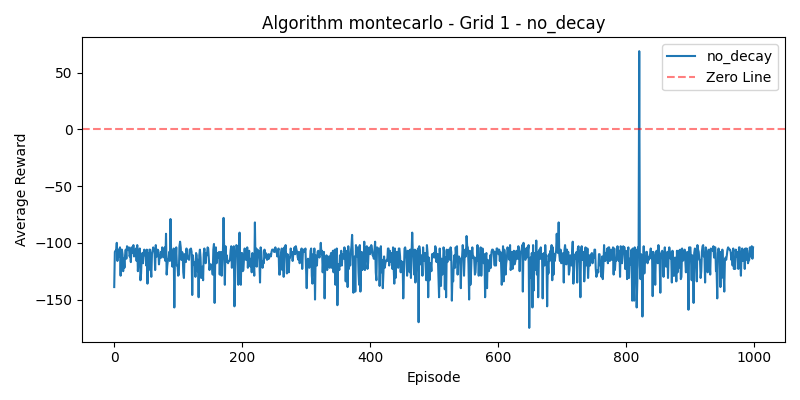 Algorithm montecarlo - Grid 1 - no_decay
no_decay
Zero Line
50
0
−50
−100
−150
Average Reward
0 200 400 600 800 1000
Episode